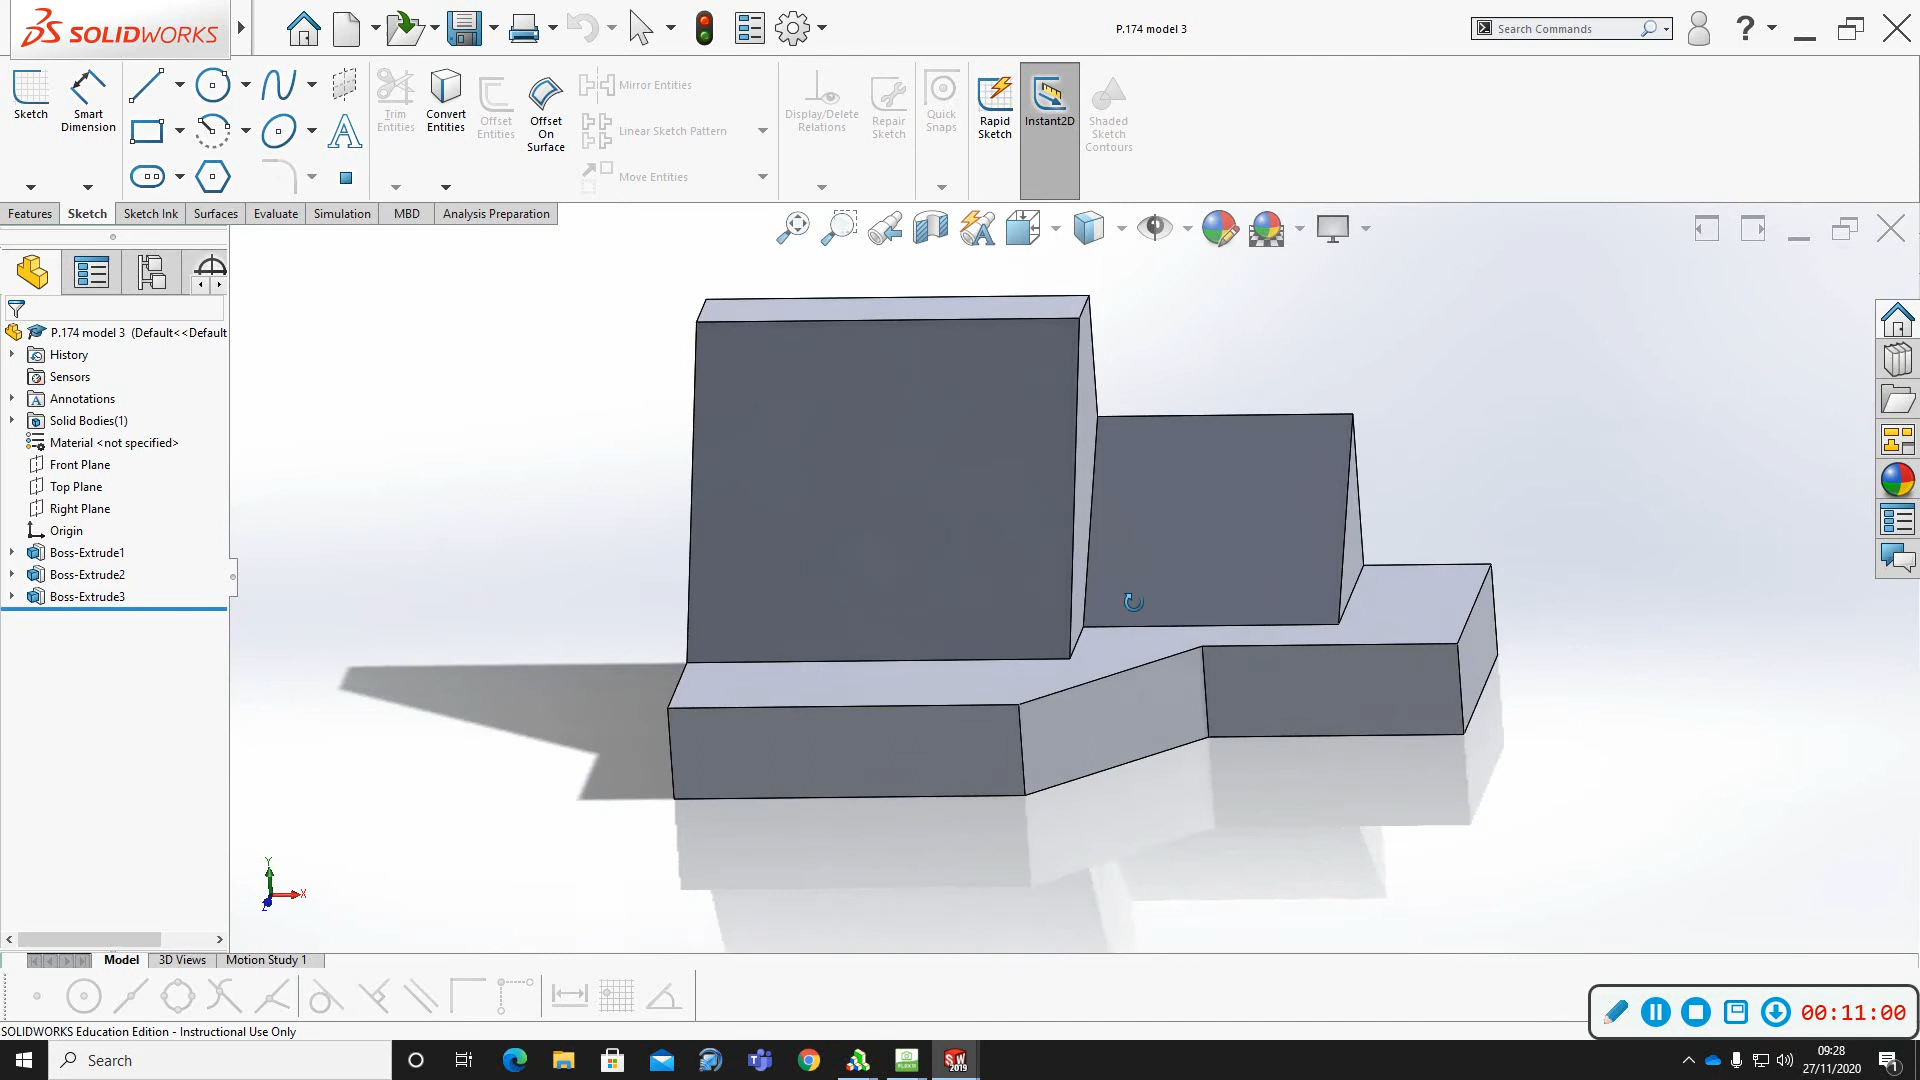 SOLIDWORKS
P.174 model 3
Search Commands
Sketch
Smart
Dimension
Trim
Entities
Convert
Entities
Offset
Entities
Offset
On
Surface
Mirror Entities
Linear Sketch Pattern
Move Entities
Display/Delete
Relations
Repair
Sketch
Quick
Snaps
Rapid
Sketch
Instant2D
Shaded
Sketch
Contours
Features
Sketch
Sketch Ink
Surfaces
Evaluate
Simulation
MBD
Analysis Preparation
P.174 model 3 (Default<<Default
History
Sensors
Annotations
Solid Bodies(1)
Material <not specified>
Front Plane
Top Plane
Right Plane
Origin
Boss-Extrude1
Boss-Extrude2
Boss-Extrude3
Y
X
Z
Model
3D Views
Motion Study 1
00:11:00
SOLIDWORKS Education Edition - Instructional Use Only
Search
SW
2019
09:28
27/11/2020
1